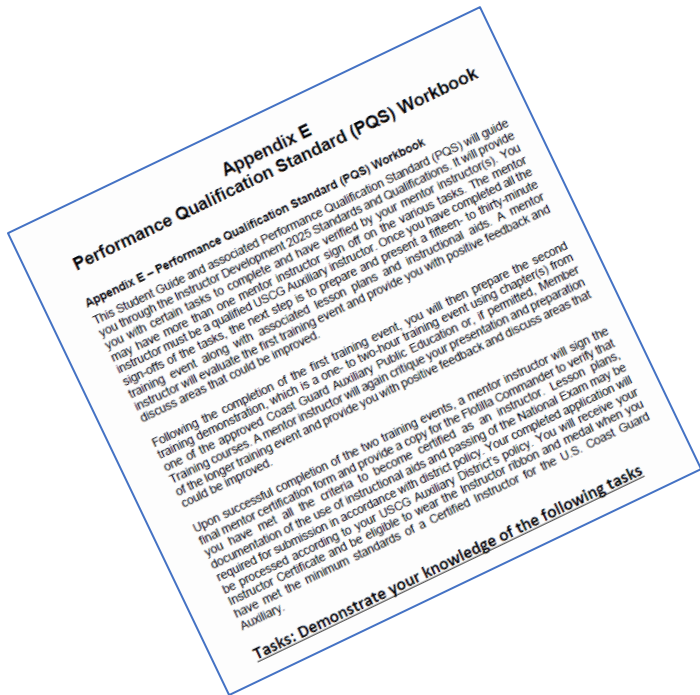 Appendix E
Performance Qualification Standard (PQS) Workbook
Appendix E – Performance Qualification Standard (PQS) Workbook
This Student Guide and associated Performance Qualification Standard (PQS) will guide
you through the Instructor Development 2025 Standards and Qualifications. It will provide
you with certain tasks to complete and have verified by your mentor instructor(s). You
may have more than one mentor instructor sign off on the various tasks. The mentor
instructor must be a qualified USCG Auxiliary instructor. Once you have completed all the
sign-offs of the tasks, the next step is to prepare and present a fifteen- to thirty-minute
training event along with associated lesson plans and instructional aids. A mentor
instructor will evaluate the first training event and provide you with positive feedback and
discuss areas that could be improved.
Following the completion of the first training event, you will then prepare the second
training demonstration, which is a one- to two-hour training event using chapter(s) from
one of the approved Coast Guard Auxiliary Public Education or, if permitted. Member
Training courses. A mentor instructor will again critique your presentation and preparation
of the longer training event and provide you with positive feedback and discuss areas that
could be improved.
Upon successful completion of the two training events, a mentor instructor will sign the
final mentor certification form and provide a copy for the Flotilla Commander to verify that
you have met all the criteria to become certified as an instructor. Lesson plans,
documentation of the use of instructional aids and passing of the National Exam may be
required for submission in accordance with district policy. Your completed application will
be processed according to your USCG Auxiliary District's policy. You will receive your
Instructor Certificate and be eligible to wear the Instructor ribbon and medal when you
have met the minimum standards of a Certified Instructor for the U.S. Coast Guard
Auxiliary.
Tasks: Demonstrate your knowledge of the following tasks